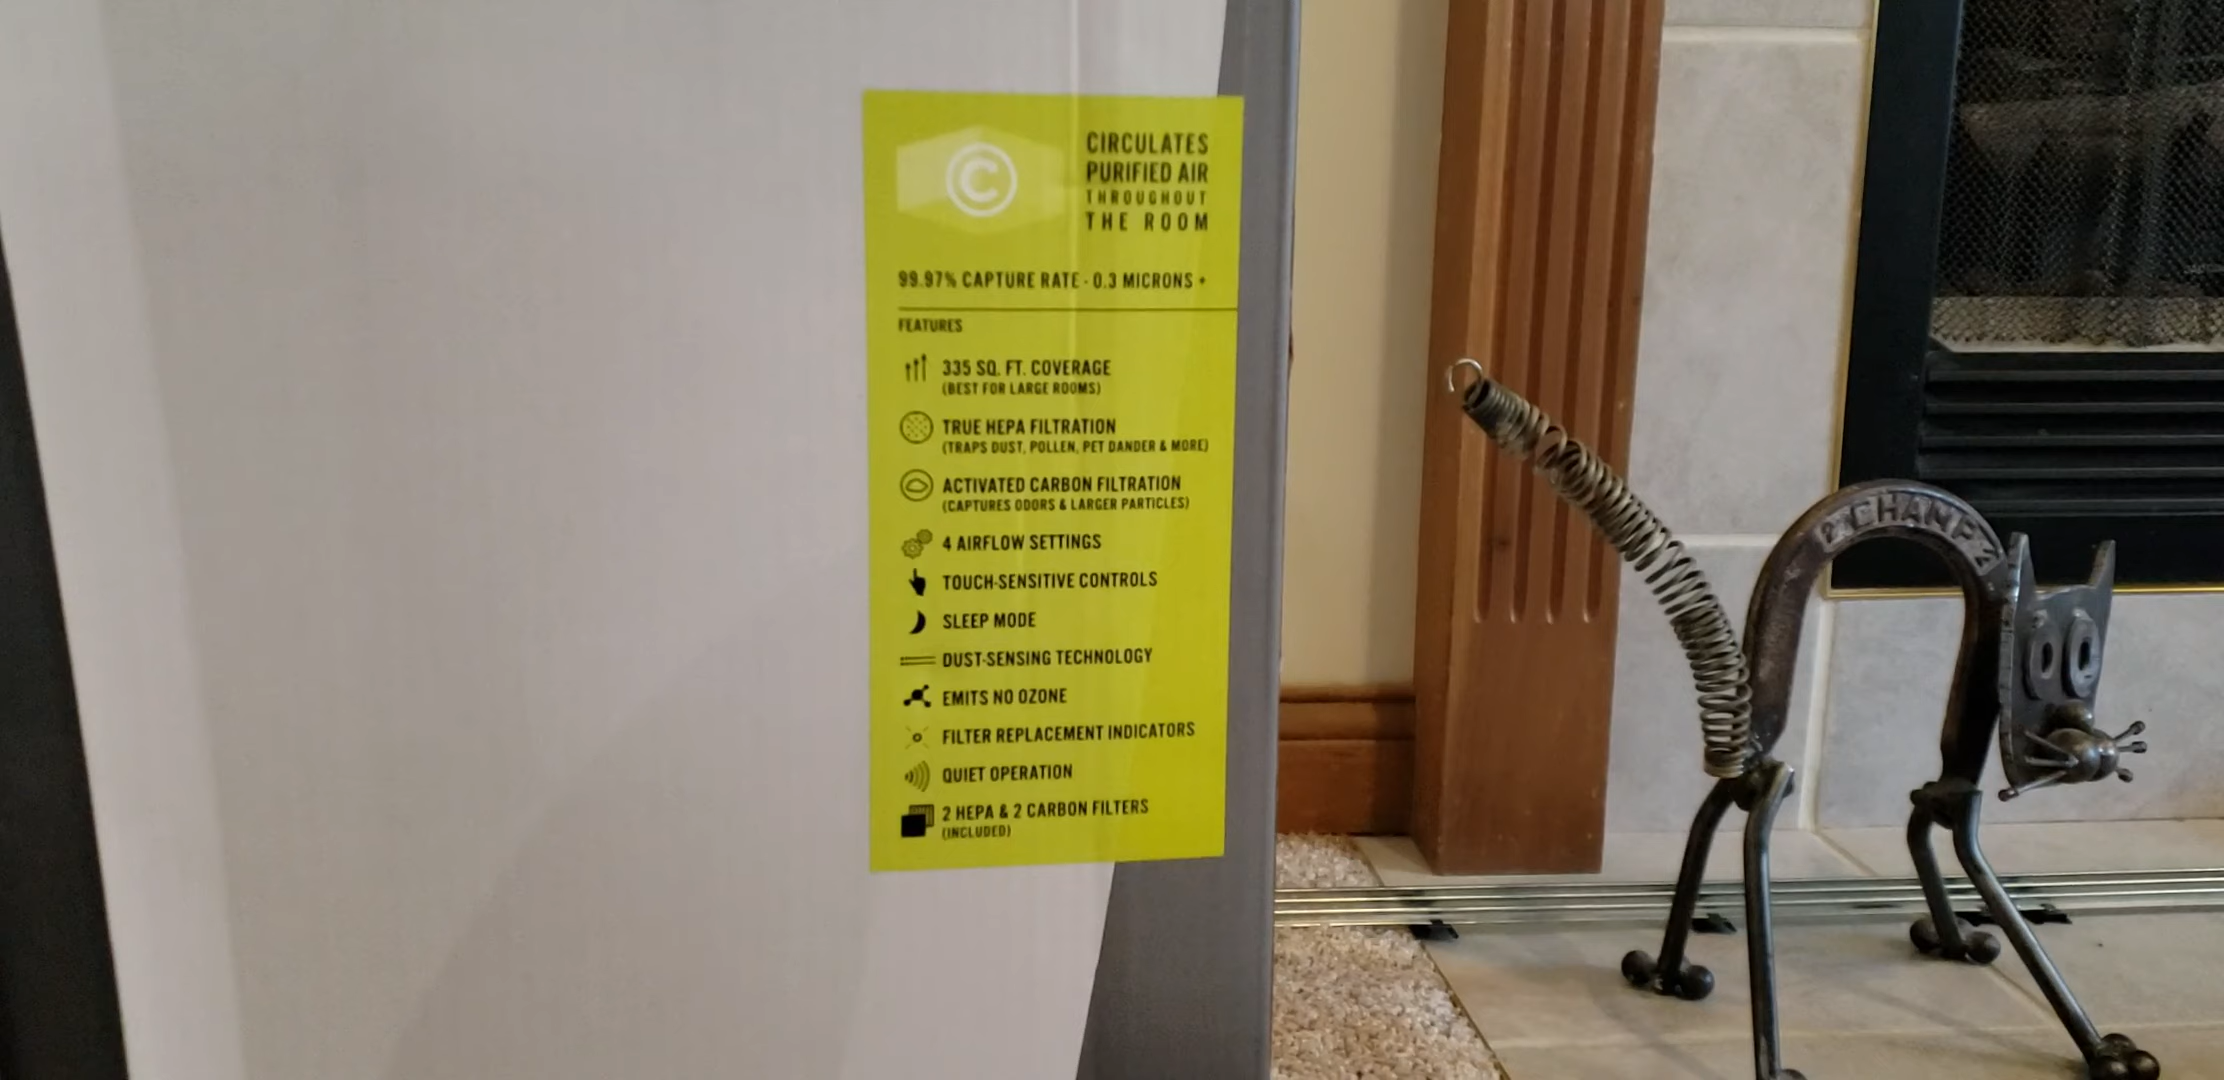 C
CIRCULATES
PURIFIED AIR
THROUGHOUT
THE ROOM
99.97% CAPTURE RATE - 0.3 MICRONS +
FEATURES
335 SQ. FT. COVERAGE
(BEST FOR LARGE ROOMS)
TRUE HEPA FILTRATION
(TRAPS DUST, POLLEN, PET DANDER & MORE)
ACTIVATED CARBON FILTRATION
(CAPTURES ODORS & LARGER PARTICLES)
4 AIRFLOW SETTINGS
TOUCH-SENSITIVE CONTROLS
SLEEP MODE
DUST-SENSING TECHNOLOGY
EMITS NO OZONE
FILTER REPLACEMENT INDICATORS
QUIET OPERATION
2 HEPA & 2 CARBON FILTERS
(INCLUDED)
2 CHAMP 2